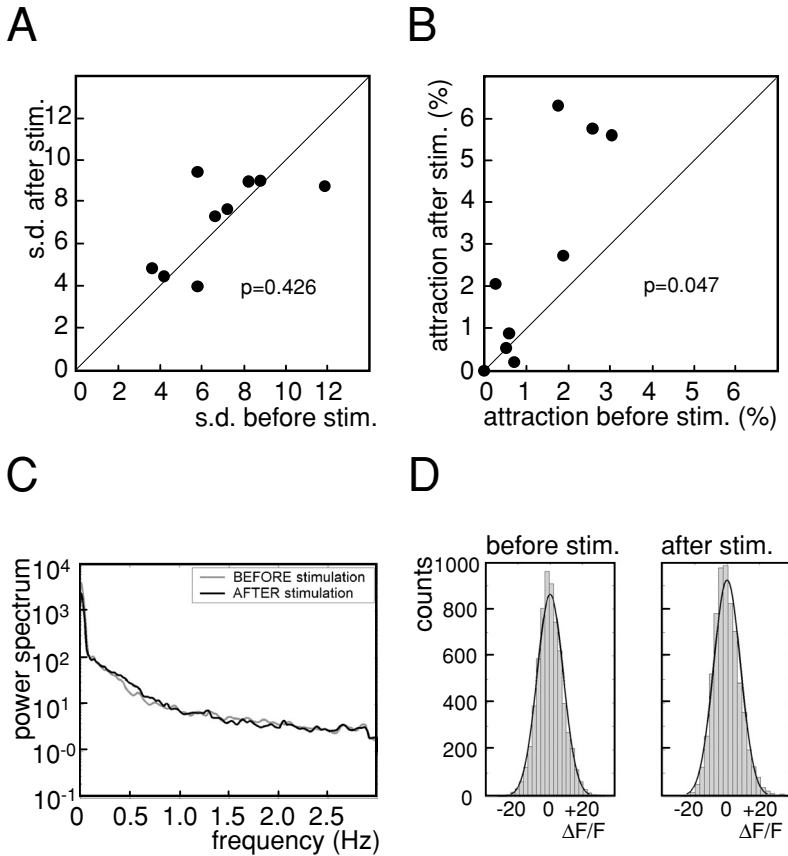 A
s.d. after stim.
12
10
8
6
4
2
0
p=0.426
0 2 4 6 8 10 12
s.d. before stim.
B
attraction after stim. (%)
6
5
4
3
2
1
0
p=0.047
0 1 2 3 4 5 6
attraction before stim. (%)
C
power spectrum
10^4
10^3
10^2
10^1
10^-0
10^-1
BEFORE stimulation
AFTER stimulation
0 0.5 1.0 1.5 2.0 2.5
frequency (Hz)
D
before stim. after stim.
counts
1000
800
600
400
200
0
-20 0 +20
ΔF/F
-20 0 +20
ΔF/F